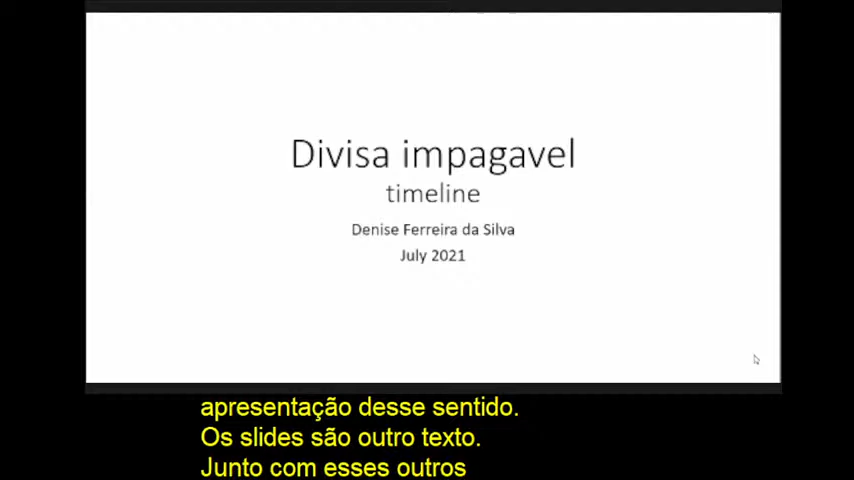 Divisa impagavel
timeline
Denise Ferreira da Silva
July 2021
apresentação desse sentido.
Os slides são outro texto.
Junto com esses outros